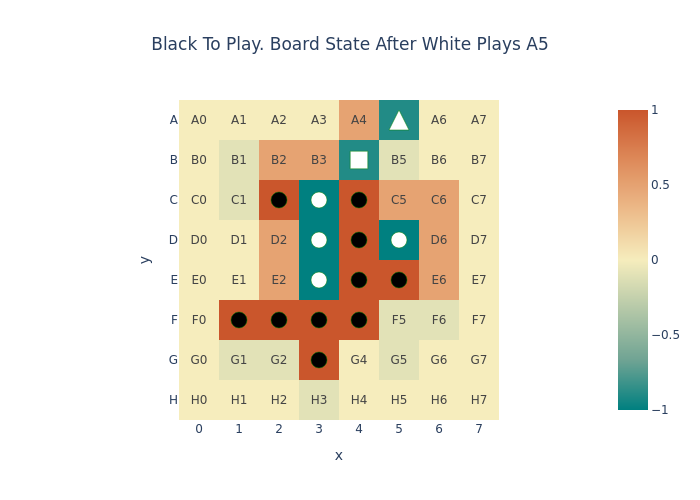 Black To Play. Board State After White Plays A5
A A0 A1 A2 A3 A4 A6 A7
B B0 B1 B2 B3 B5 B6 B7
C C0 C1 C5 C6 C7
D D0 D1 D2 D6 D7
E E0 E1 E2 E6 E7
F F0 F5 F6 F7
G G0 G1 G2 G4 G5 G6 G7
H H0 H1 H2 H3 H4 H5 H6 H7
0 1 2 3 4 5 6 7
x
y
1
0.5
0
−0.5
−1